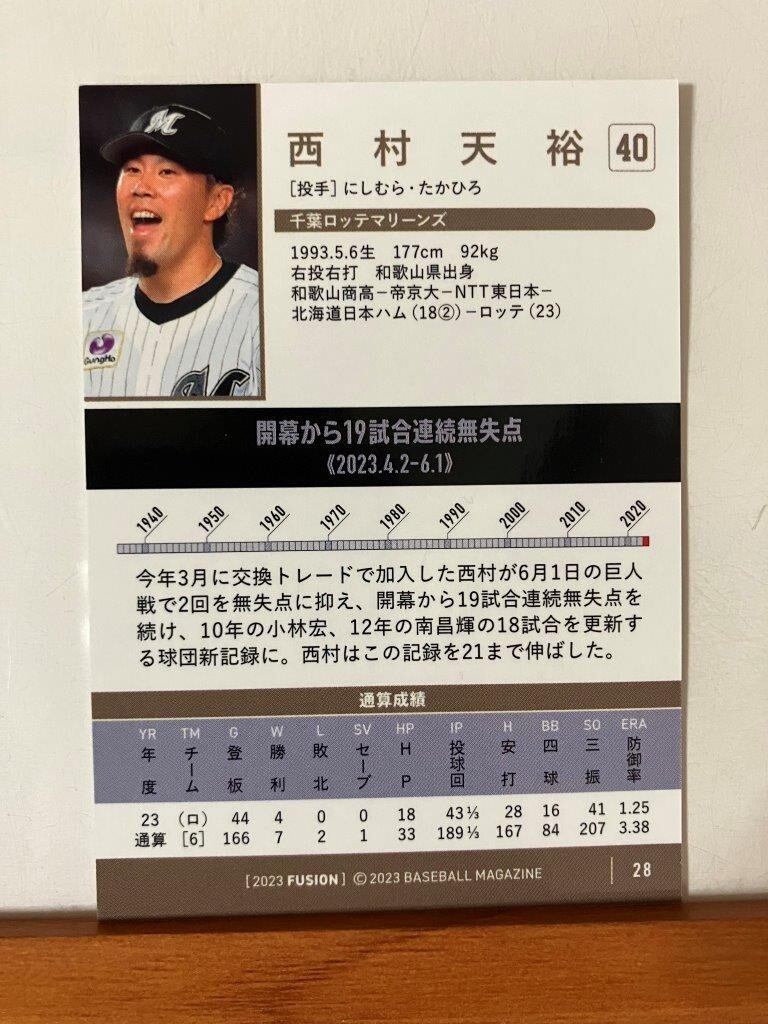 西村天裕 40
[投手]にしむら・たかひろ
千葉ロッテマリーンズ
1993.5.6生 177cm 92kg
右投右打 和歌山県出身
和歌山商高－帝京大－NTT東日本－
北海道日本ハム(18②)－ロッテ(23)
M
GungHo
M
開幕から19試合連続無失点
《2023.4.2-6.1》
1940 1950 1960 1970 1980 1990 2000 2010 2020
今年3月に交換トレードで加入した西村が6月1日の巨人
戦で2回を無失点に抑え、開幕から19試合連続無失点を
続け、10年の小林宏、12年の南昌輝の18試合を更新す
る球団新記録に。西村はこの記録を21まで伸ばした。
通算成績
YR TM G W L SV HP IP H BB SO ERA
年度 チーム 登板 勝利 敗北 セーブ HP 投球回 安打 四球 三振 防御率
23 (ロ) 44 4 0 0 18 43⅓ 28 16 41 1.25
通算 [6] 166 7 2 1 33 189⅓ 167 84 207 3.38
[2023 FUSION] ©2023 BASEBALL MAGAZINE 28